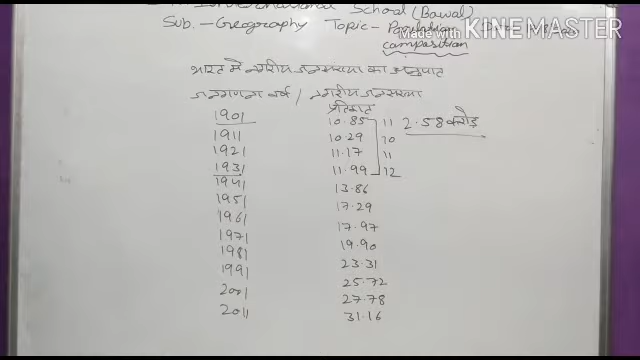 International School (Bawal)
Sub. - Geography Topic - Population
Made with KINEMASTER
composition
भारत में नगरीय जनसंख्या का अनुपात
जनगणना वर्ष / नगरीय जनसंख्या
प्रतिशत
1901 10.85 11 2.58 करोड़
1911 10.29 10
1921 11.17 11
1931 11.99 12
1941 13.86
1951 17.29
1961 17.97
1971 19.90
1981 23.31
1991 25.72
2001 27.78
2011 31.16